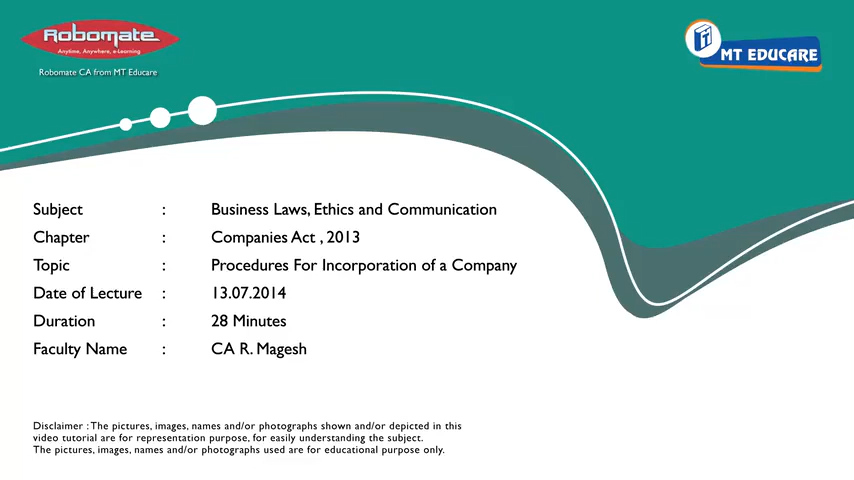 Robomate
Anytime, Anywhere, e-Learning
Robomate CA from MT Educare
MT EDUCARE
Subject : Business Laws, Ethics and Communication
Chapter : Companies Act , 2013
Topic : Procedures For Incorporation of a Company
Date of Lecture : 13.07.2014
Duration : 28 Minutes
Faculty Name : CA R. Magesh
Disclaimer : The pictures, images, names and/or photographs shown and/or depicted in this
video tutorial are for representation purpose, for easily understanding the subject.
The pictures, images, names and/or photographs used are for educational purpose only.